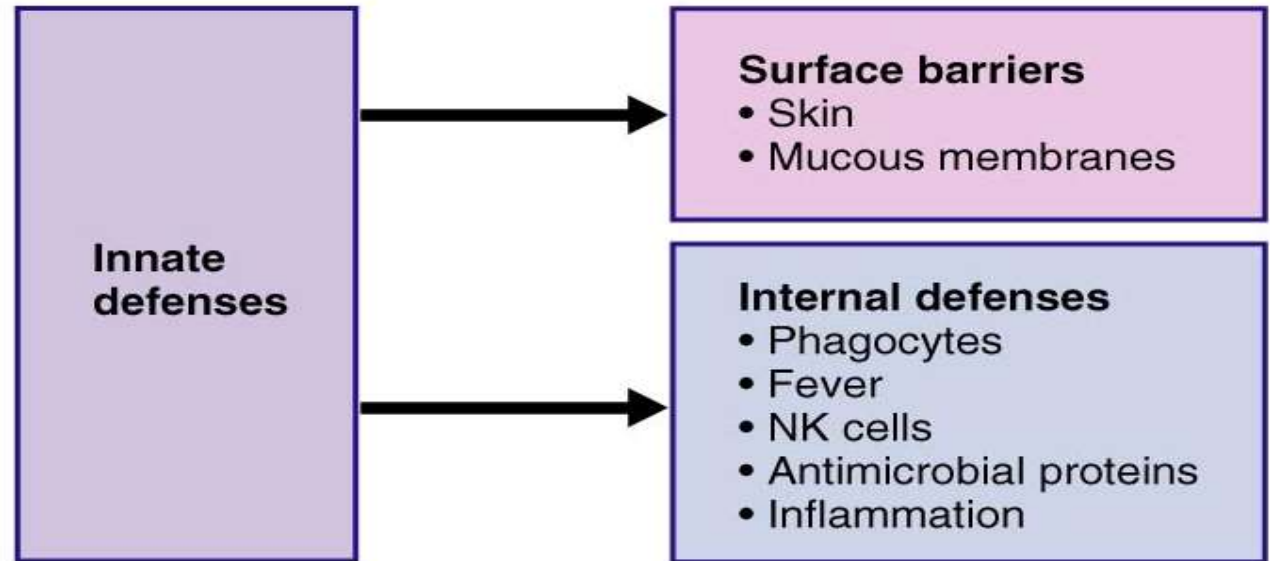 Innate
defenses
Surface barriers
• Skin
• Mucous membranes
Internal defenses
• Phagocytes
• Fever
• NK cells
• Antimicrobial proteins
• Inflammation